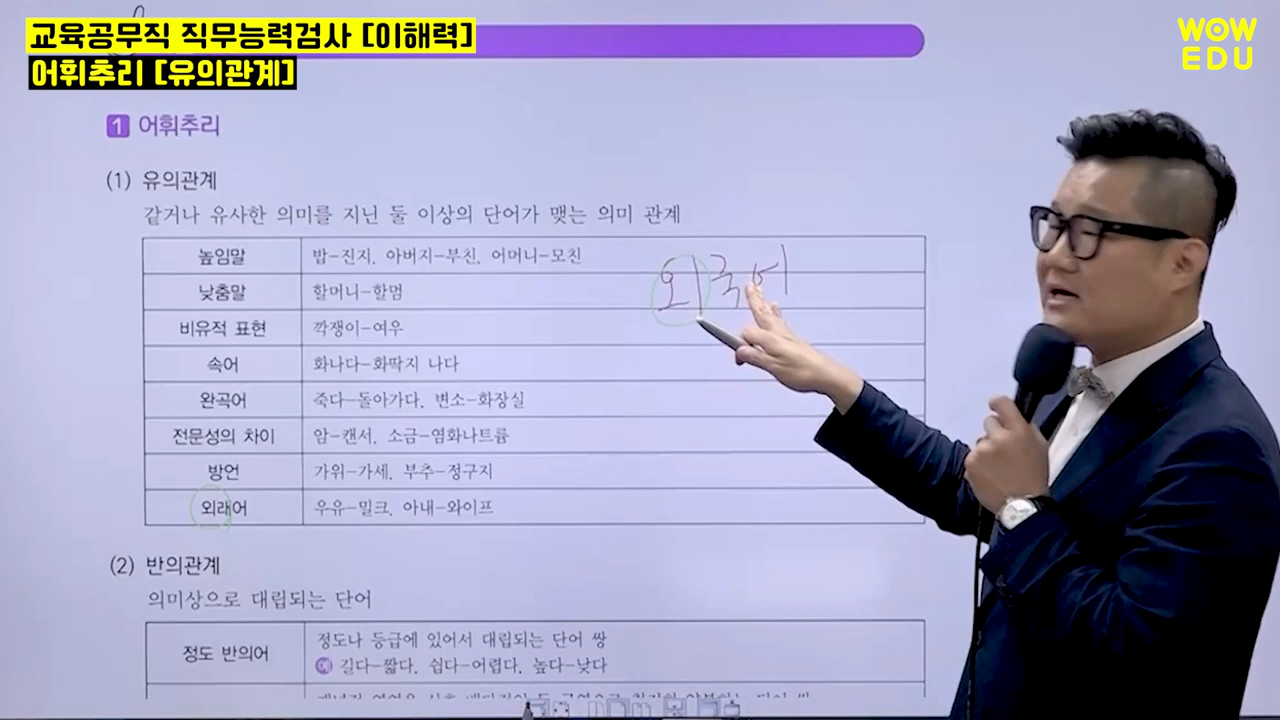 교육공무직 직무능력검사 [이해력]
어휘추리 [유의관계]
WOW
EDU
1 어휘추리
(1) 유의관계
같거나 유사한 의미를 지닌 둘 이상의 단어가 맺는 의미 관계
높임말 밥-진지, 아버지-부친, 어머니-모친
낮춤말 할머니-할멈
비유적 표현 깍쟁이-여우
속어 화나다-화딱지 나다
완곡어 죽다-돌아가다, 변소-화장실
전문성의 차이 암-캔서, 소금-염화나트륨
방언 가위-가세, 부추-정구지
외래어 우유-밀크, 아내-와이프
외국어
(2) 반의관계
의미상으로 대립되는 단어
정도 반의어 정도나 등급에 있어서 대립되는 단어 쌍
예 길다-짧다, 쉽다-어렵다, 높다-낮다